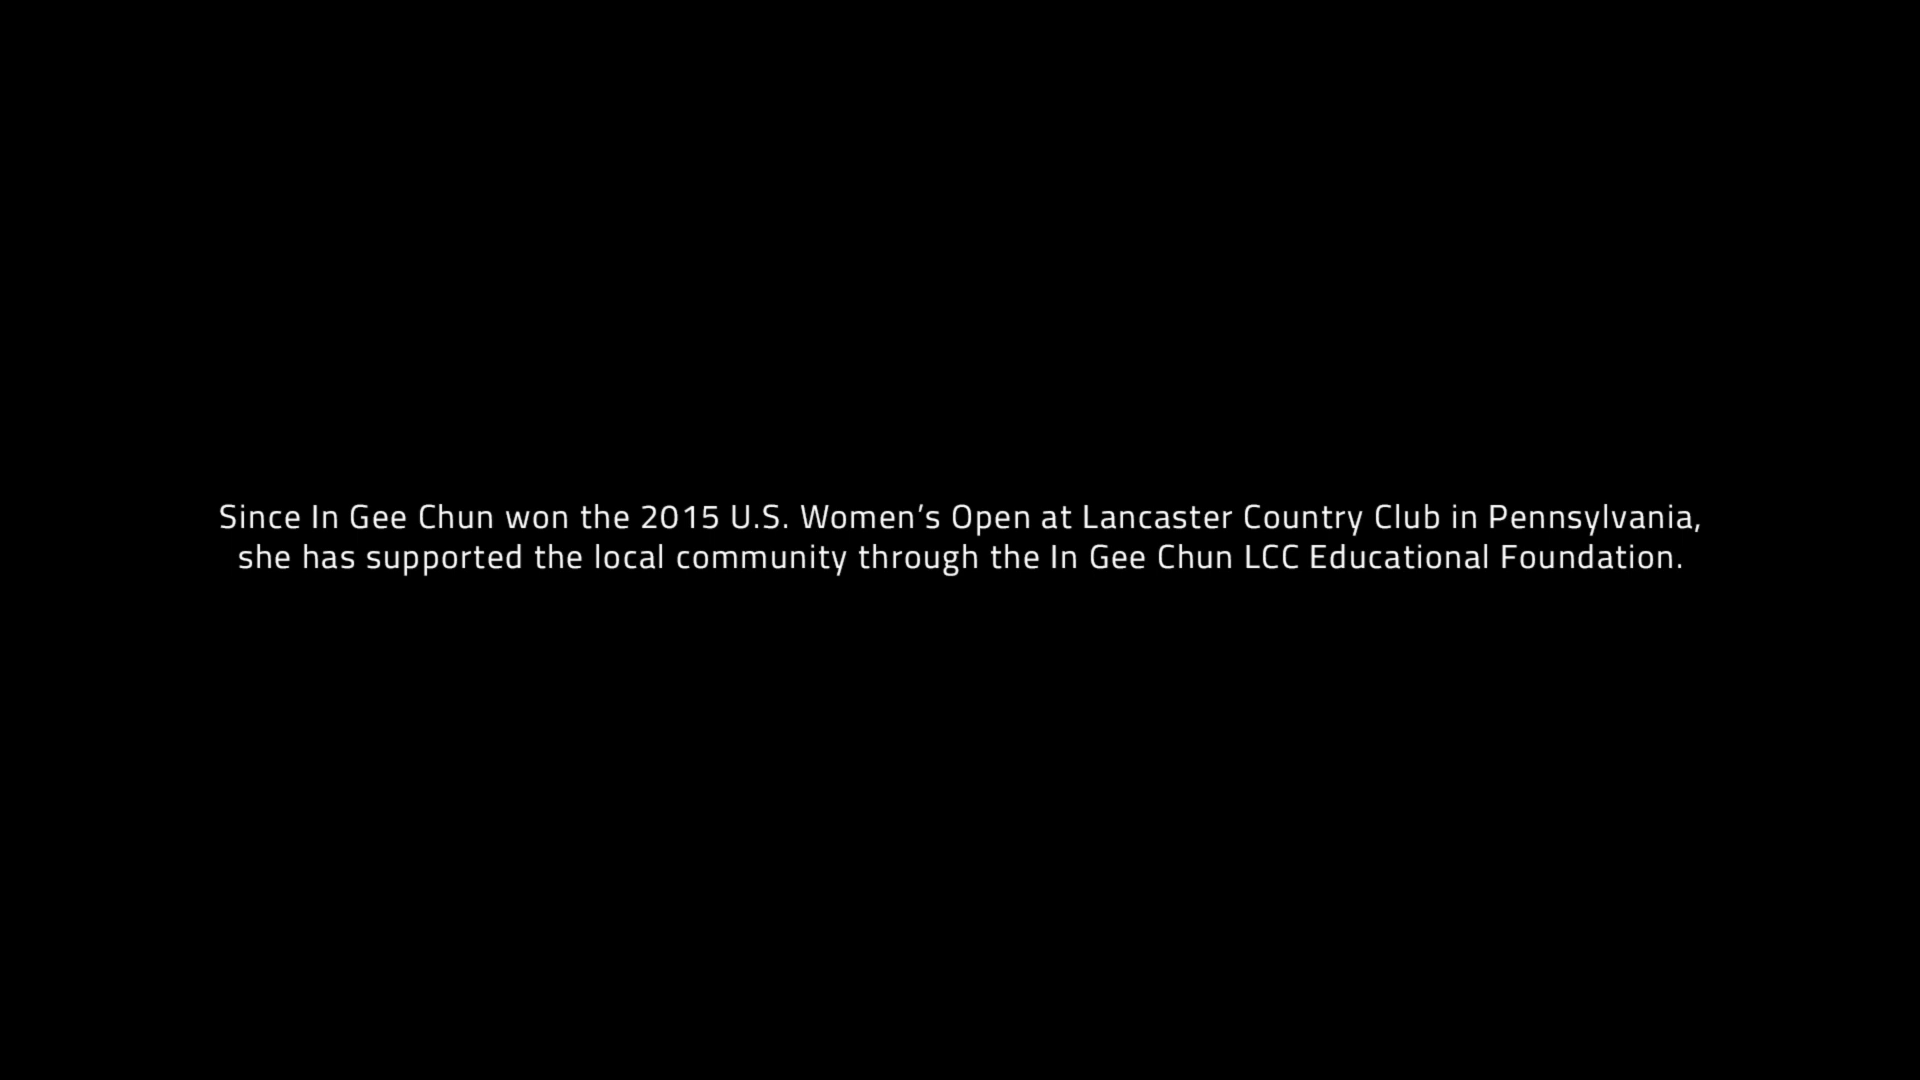 Since In Gee Chun won the 2015 U.S. Women’s Open at Lancaster Country Club in Pennsylvania,
she has supported the local community through the In Gee Chun LCC Educational Foundation.